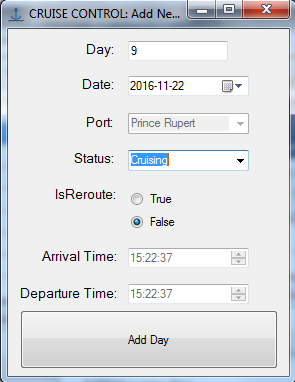 CRUISE CONTROL: Add Ne...
Day: 9
Date: 2016-11-22
Port: Prince Rupert
Status: Cruising
IsReroute: True
False
Arrival Time: 15:22:37
Departure Time: 15:22:37
Add Day